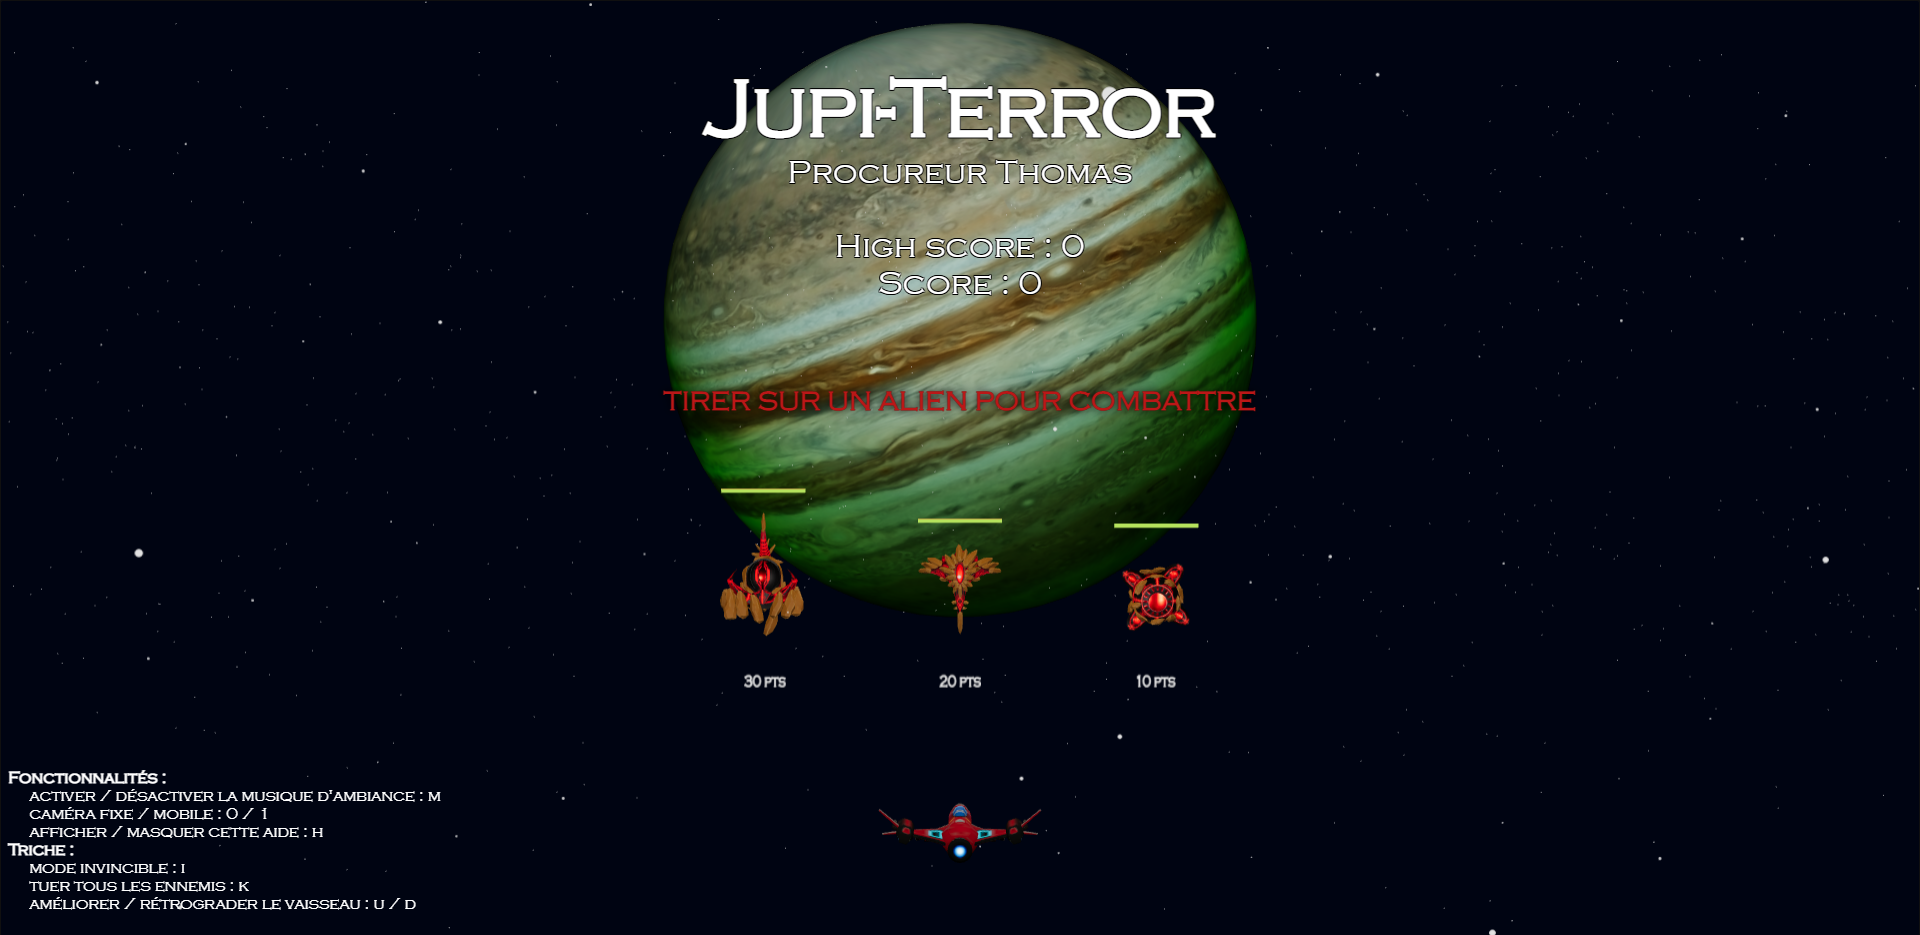 Jupi-Terror
Procureur Thomas
High score : 0
Score : 0
TIRER SUR UN ALIEN POUR COMBATTRE
30 PTS
20 PTS
10 PTS
Fonctionnalités :
activer / désactiver la musique d'ambiance : m
caméra fixe / mobile : 0 / 1
afficher / masquer cette aide : h
Triche :
mode invincible : i
tuer tous les ennemis : k
améliorer / rétrograder le vaisseau : u / d